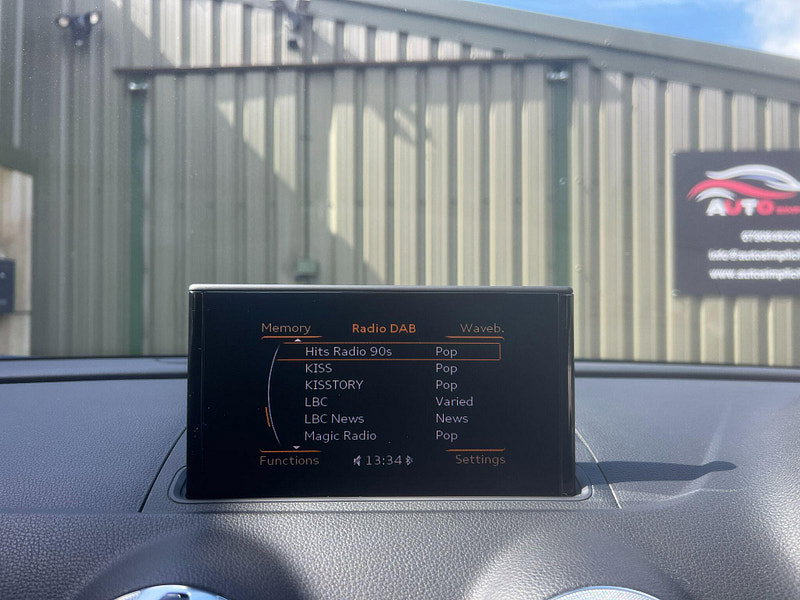 AUTO
Memory Radio DAB Waveb.
Hits Radio 90s Pop
KISS Pop
KISSTORY Pop
LBC Varied
LBC News News
Magic Radio Pop
Functions 13:34 Settings